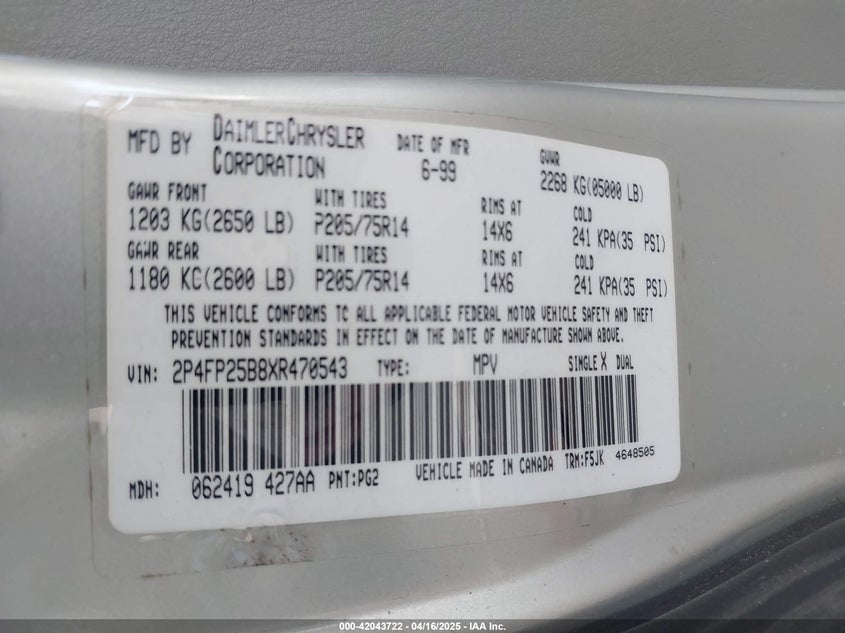 MFD BY DAIMLERCHRYSLER CORPORATION DATE OF MFR 6-99 GVWR 2268 KG(05000 LB)
GAWR FRONT WITH TIRES RIMS AT COLD
1203 KG(2650 LB) P205/75R14 14X6 241 KPA(35 PSI)
GAWR REAR WITH TIRES RIMS AT COLD
1180 KC(2600 LB) P205/75R14 14X6 241 KPA(35 PSI)
THIS VEHICLE CONFORMS TC ALL APPLICABLE FEDERAL MOTOR VEHICLE SAFETY AND THEFT
PREVENTION STANDARDS IN EFFECT ON THE DATE OF MANUFACTURE SHOWN ABOVE.
VIN: 2P4FP25B8XR470543 TYPE: MPV SINGLE X DUAL
MDH: 062419 427AA PNT:PG2 VEHICLE MADE IN CANADA TRM:F5JK 4648505
000-42043722 - 04/16/2025 - IAA Inc.